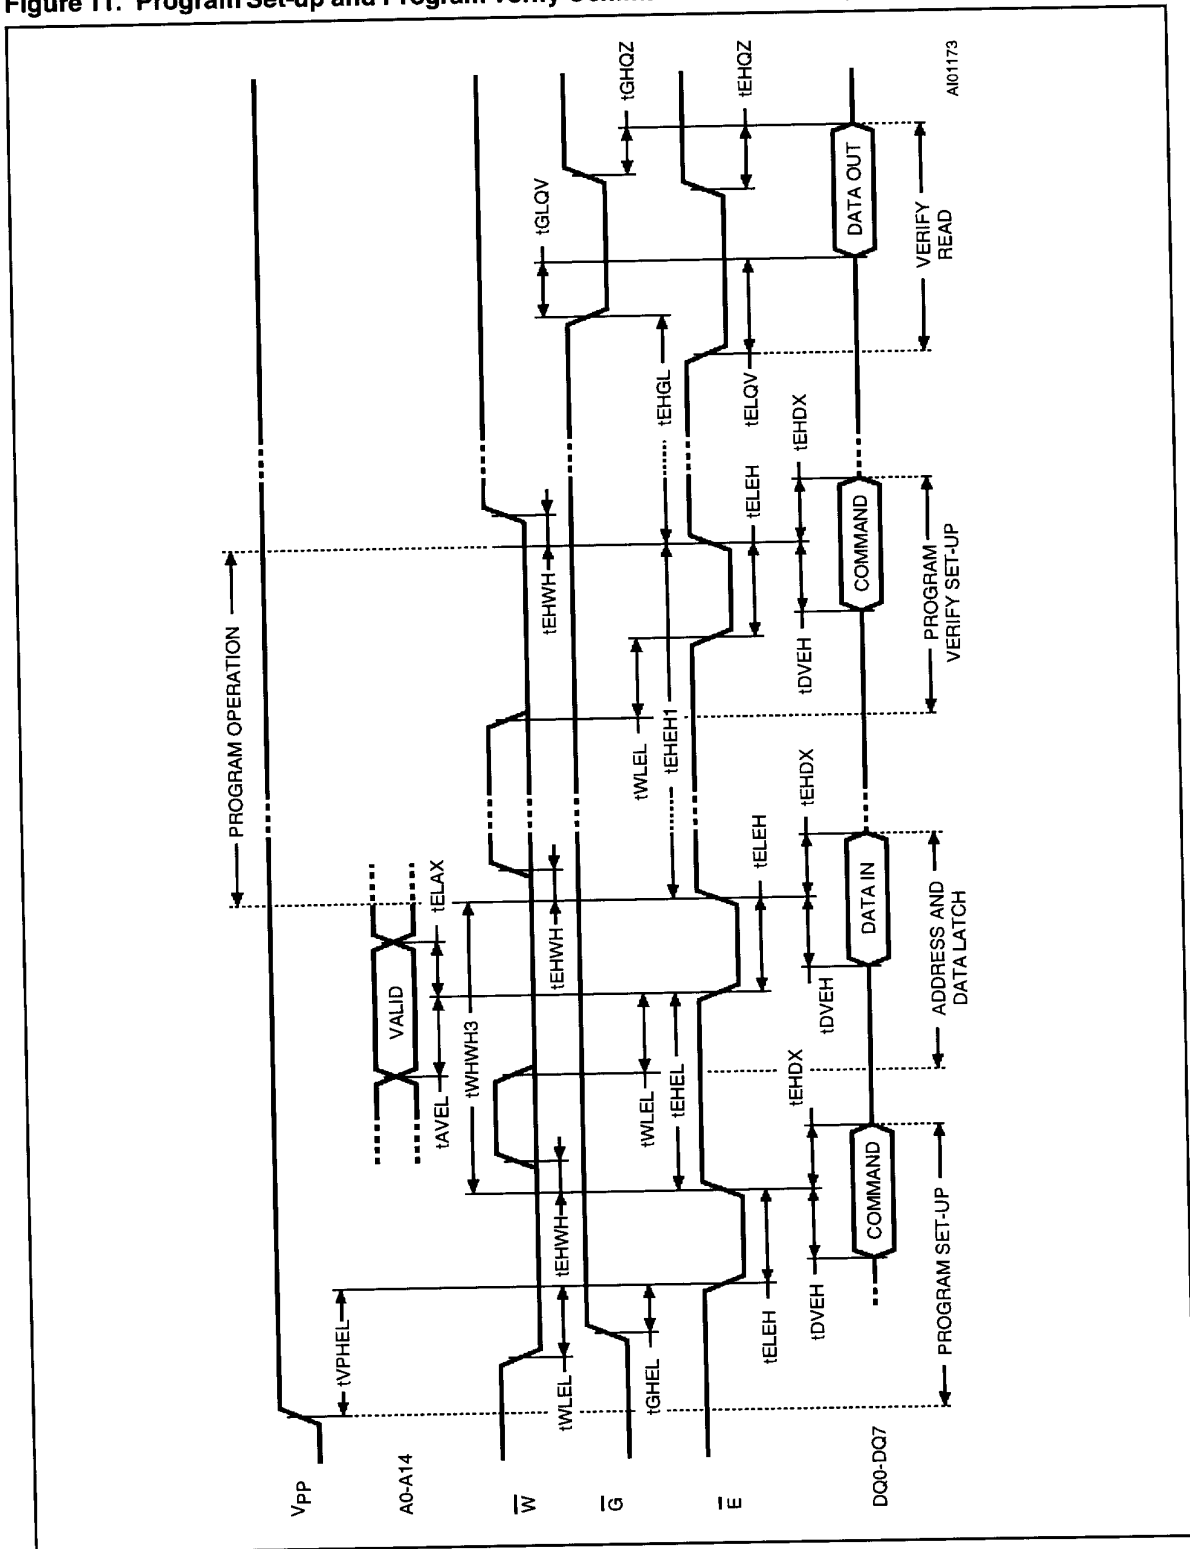 Figure 11. Program Set-up and Program Verify
PROGRAM OPERATION
VPP
tVPHEL
A0-A14
VALID
tAVEL
tELAX
tWHWH3
W
tWLEL
tEHWH
tEHWH
tEHWH
tGLQV
G
tGHEL
tWLEL
tWLEL
tGHQZ
tEHEL
tEHEH1
tEHGL
E
tELEH
tELEH
tELEH
tELQV
tEHQZ
tDVEH
tEHDX
tDVEH
tEHDX
tDVEH
tEHDX
DQ0-DQ7
COMMAND
DATA IN
COMMAND
DATA OUT
PROGRAM SET-UP
ADDRESS AND
DATA LATCH
PROGRAM
VERIFY SET-UP
VERIFY
READ
AI01173